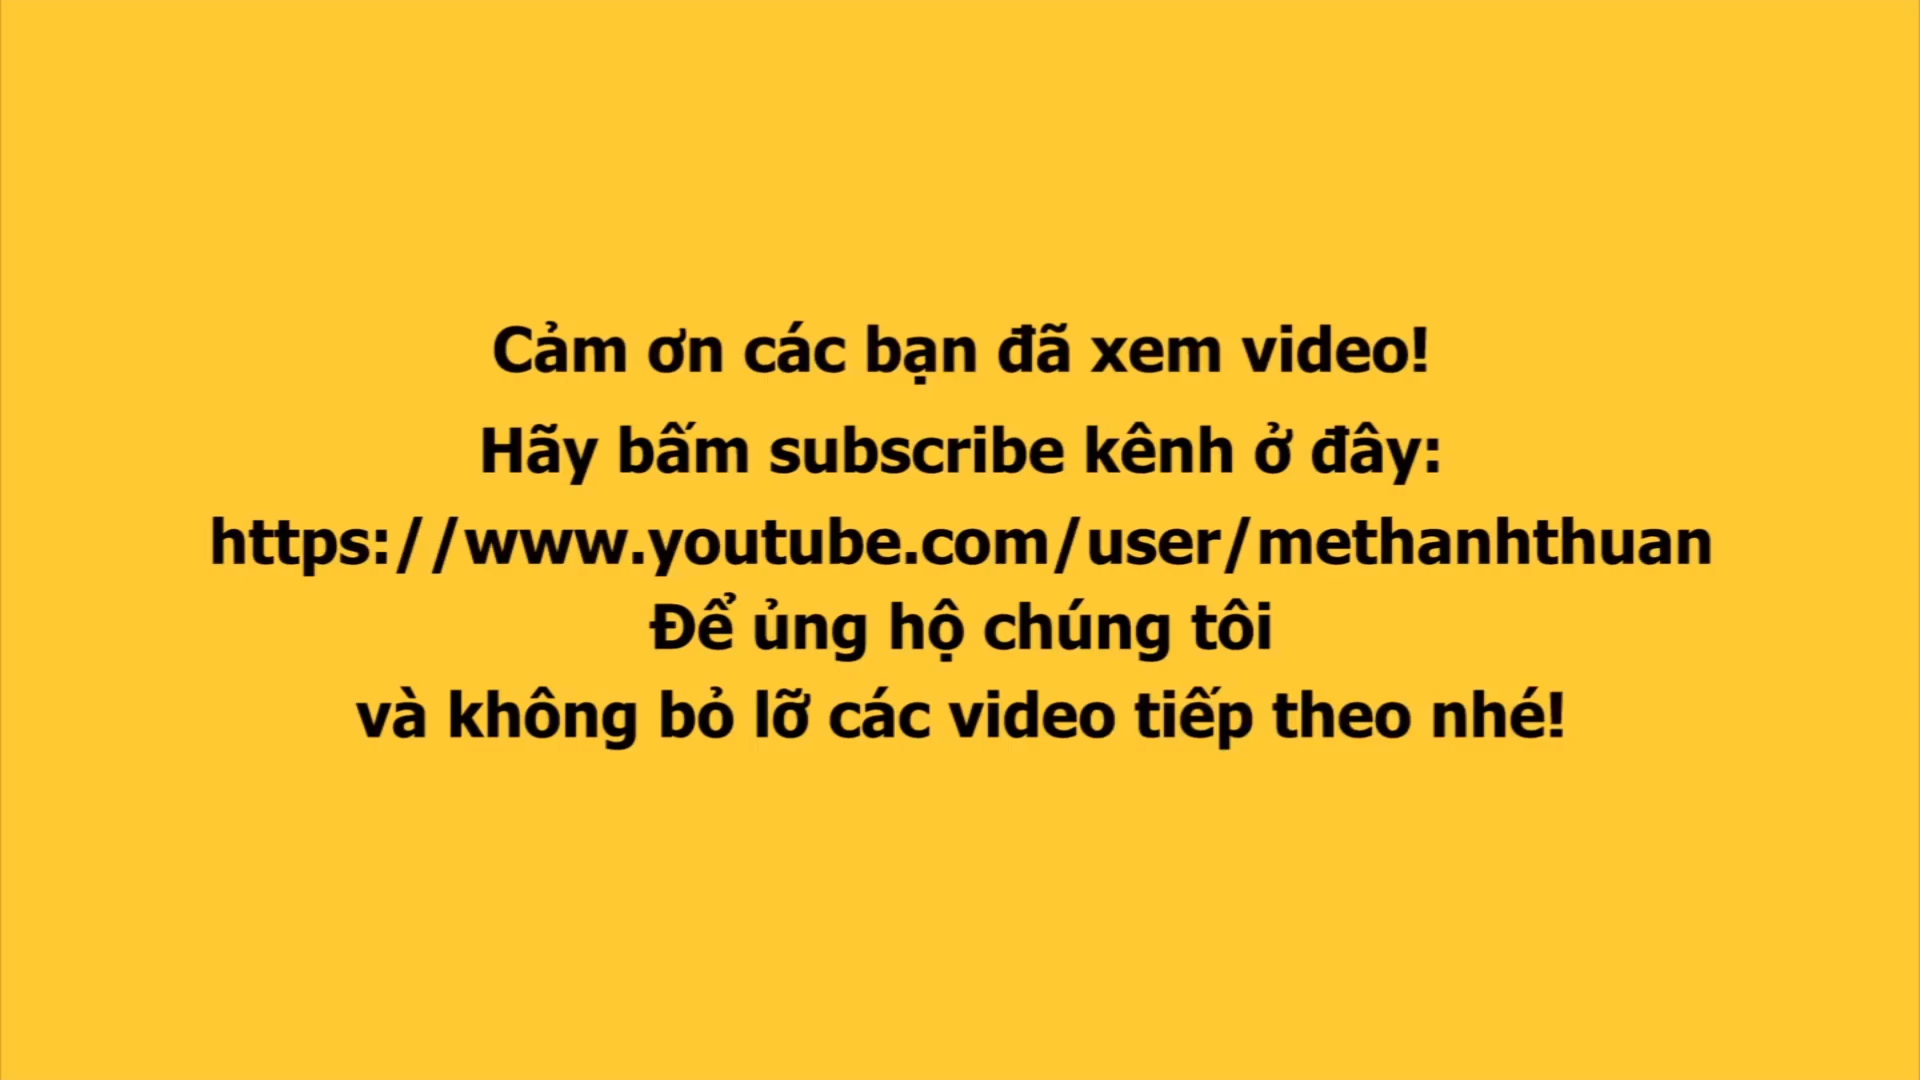 Cảm ơn các bạn đã xem video!
Hãy bấm subscribe kênh ở đây:
https://www.youtube.com/user/methanhthuan
Để ủng hộ chúng tôi
và không bỏ lỡ các video tiếp theo nhé!